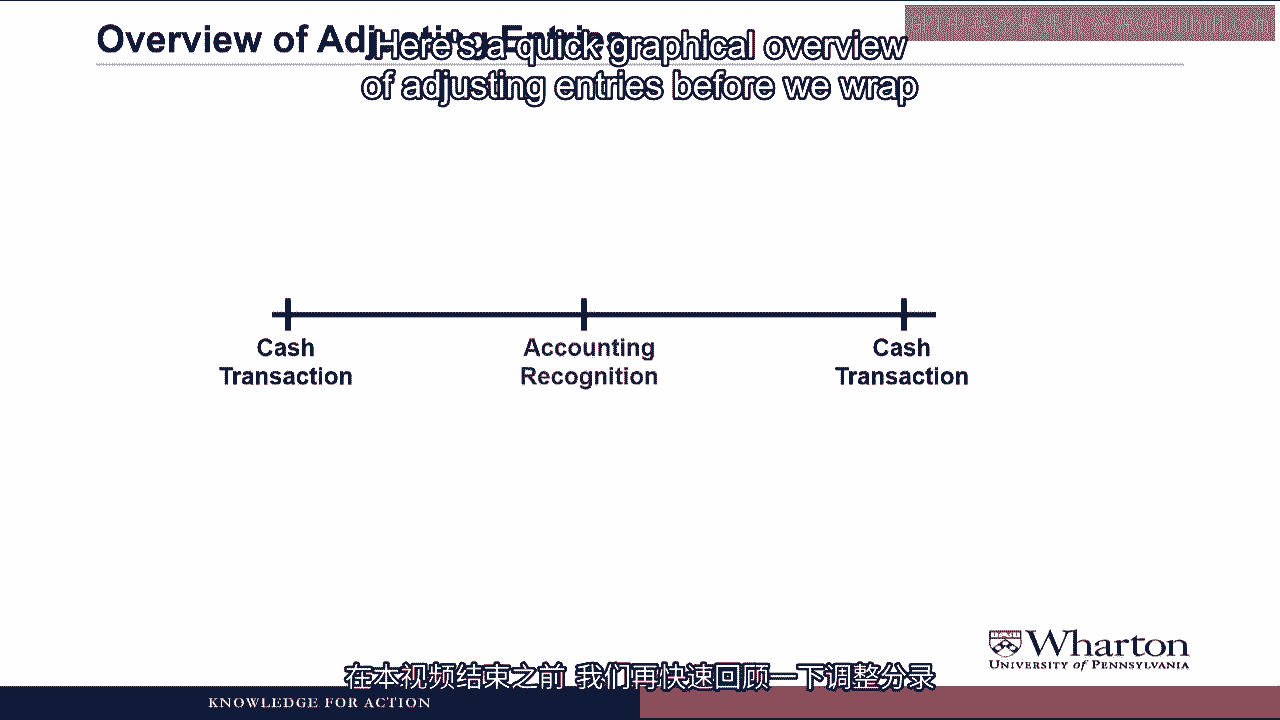 Overview of Adjusting Entries
Here's a quick graphical overview
of adjusting entries before we wrap
Cash
Transaction
Accounting
Recognition
Cash
Transaction
Wharton
UNIVERSITY of PENNSYLVANIA
在本视频结束之前 我们再快速回顾一下调整分录
KNOWLEDGE FOR ACTION